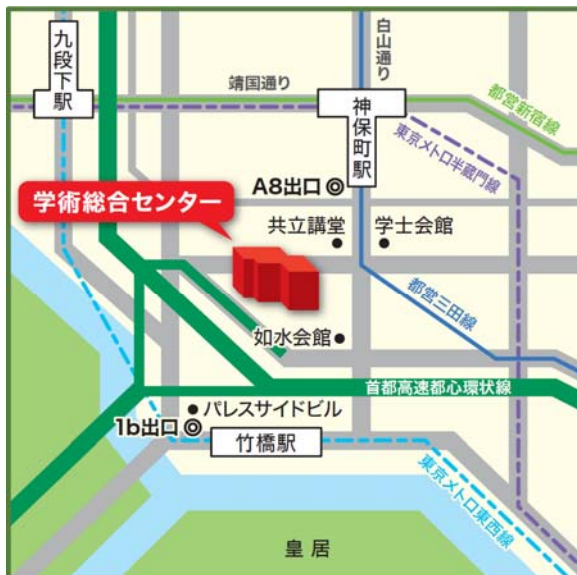 九段下駅
白山通り
靖国通り
神保町駅
都営新宿線
東京メトロ半蔵門線
A8出口
学術総合センター
共立講堂
学士会館
都営三田線
如水会館
首都高速都心環状線
パレスサイドビル
1b出口
竹橋駅
東京メトロ東西線
皇居